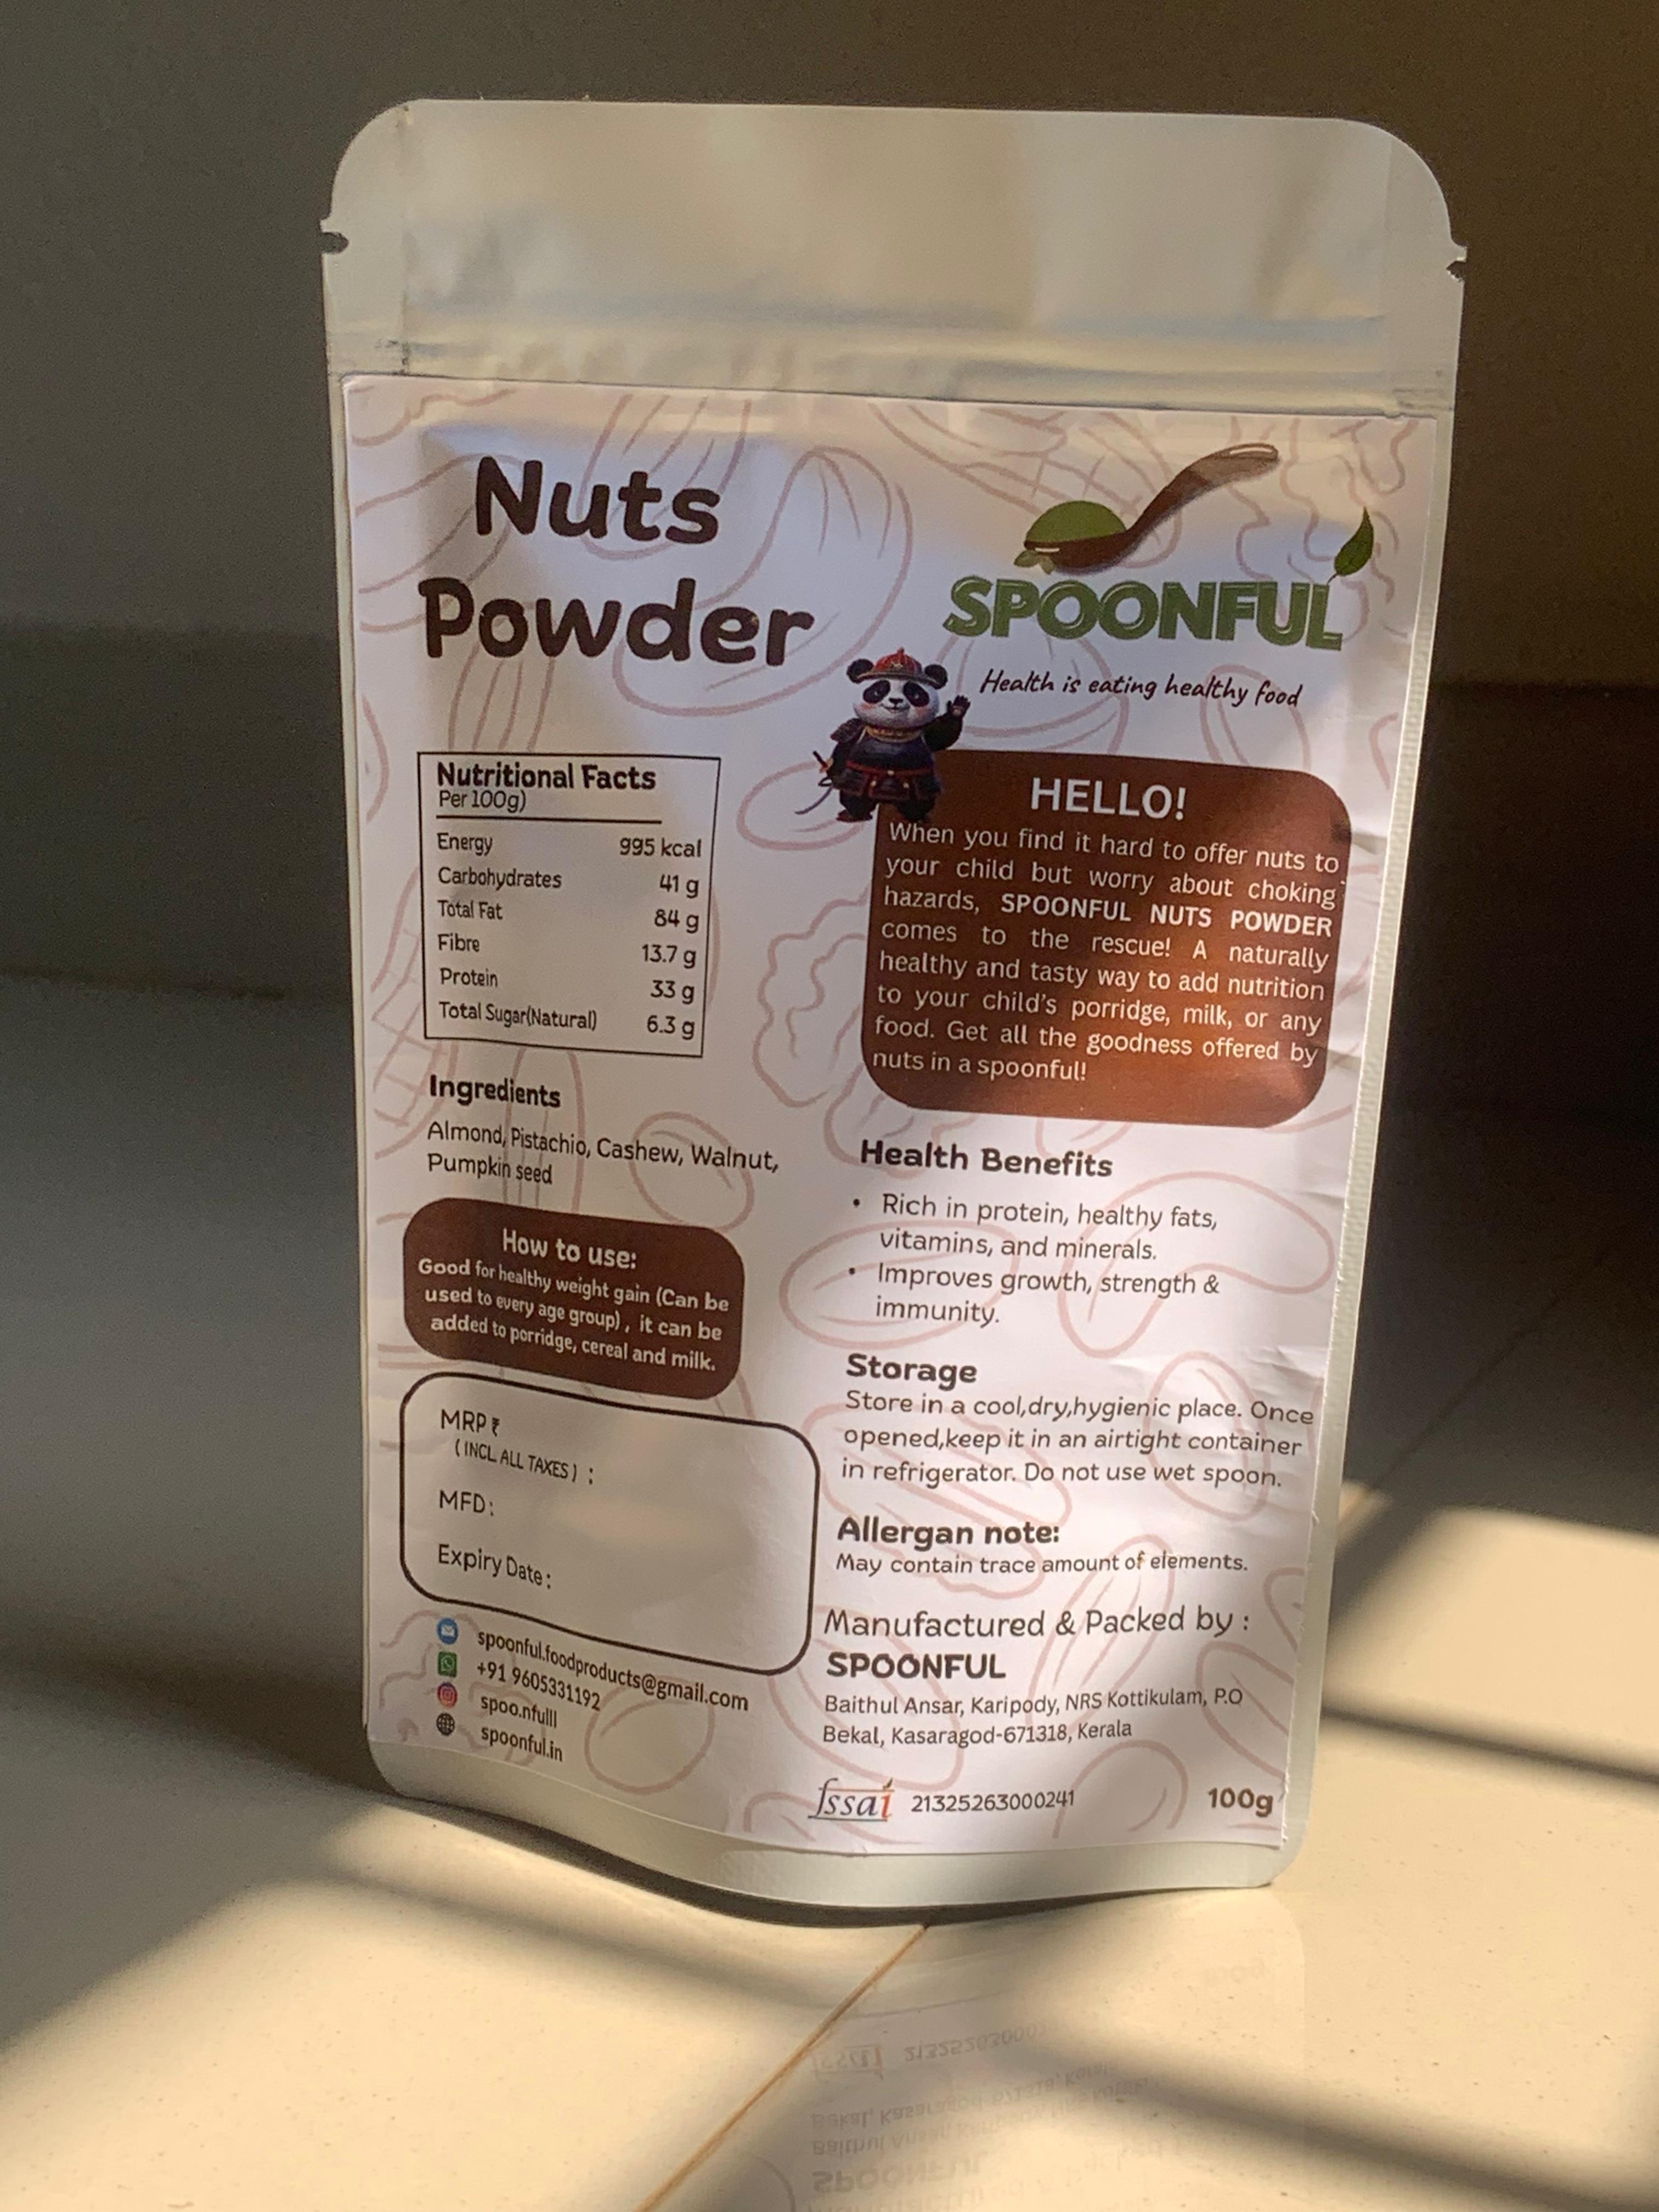 Nuts
Powder
SPOONFUL
Health is eating healthy food
Nutritional Facts
Per 100g)
Energy 995 kcal
Carbohydrates 41 g
Total Fat 84 g
Fibre 13.7 g
Protein 33 g
Total Sugar(Natural) 6.3 g
Ingredients
Almond, Pistachio, Cashew, Walnut,
Pumpkin seed
How to use:
Good for healthy weight gain (Can be
used to every age group) , it can be
added to porridge, cereal and milk.
MRP ₹
( INCL ALL TAXES ) :
MFD:
Expiry Date :
spoonful.foodproducts@gmail.com
+91 9605331192
spoo.nfulll
spoonful.in
HELLO!
When you find it hard to offer nuts to
your child but worry about choking
hazards, SPOONFUL NUTS POWDER
comes to the rescue! A naturally
healthy and tasty way to add nutrition
to your child's porridge, milk, or any
food. Get all the goodness offered by
nuts in a spoonful!
Health Benefits
• Rich in protein, healthy fats,
vitamins, and minerals.
• Improves growth, strength &
immunity.
Storage
Store in a cool,dry,hygienic place. Once
opened,keep it in an airtight container
in refrigerator. Do not use wet spoon.
Allergan note:
May contain trace amount of elements.
Manufactured & Packed by :
SPOONFUL
Baithul Ansar, Karipody, NRS Kottikulam, P.O
Bekal, Kasaragod-671318, Kerala
fssai 21325263000241
100g